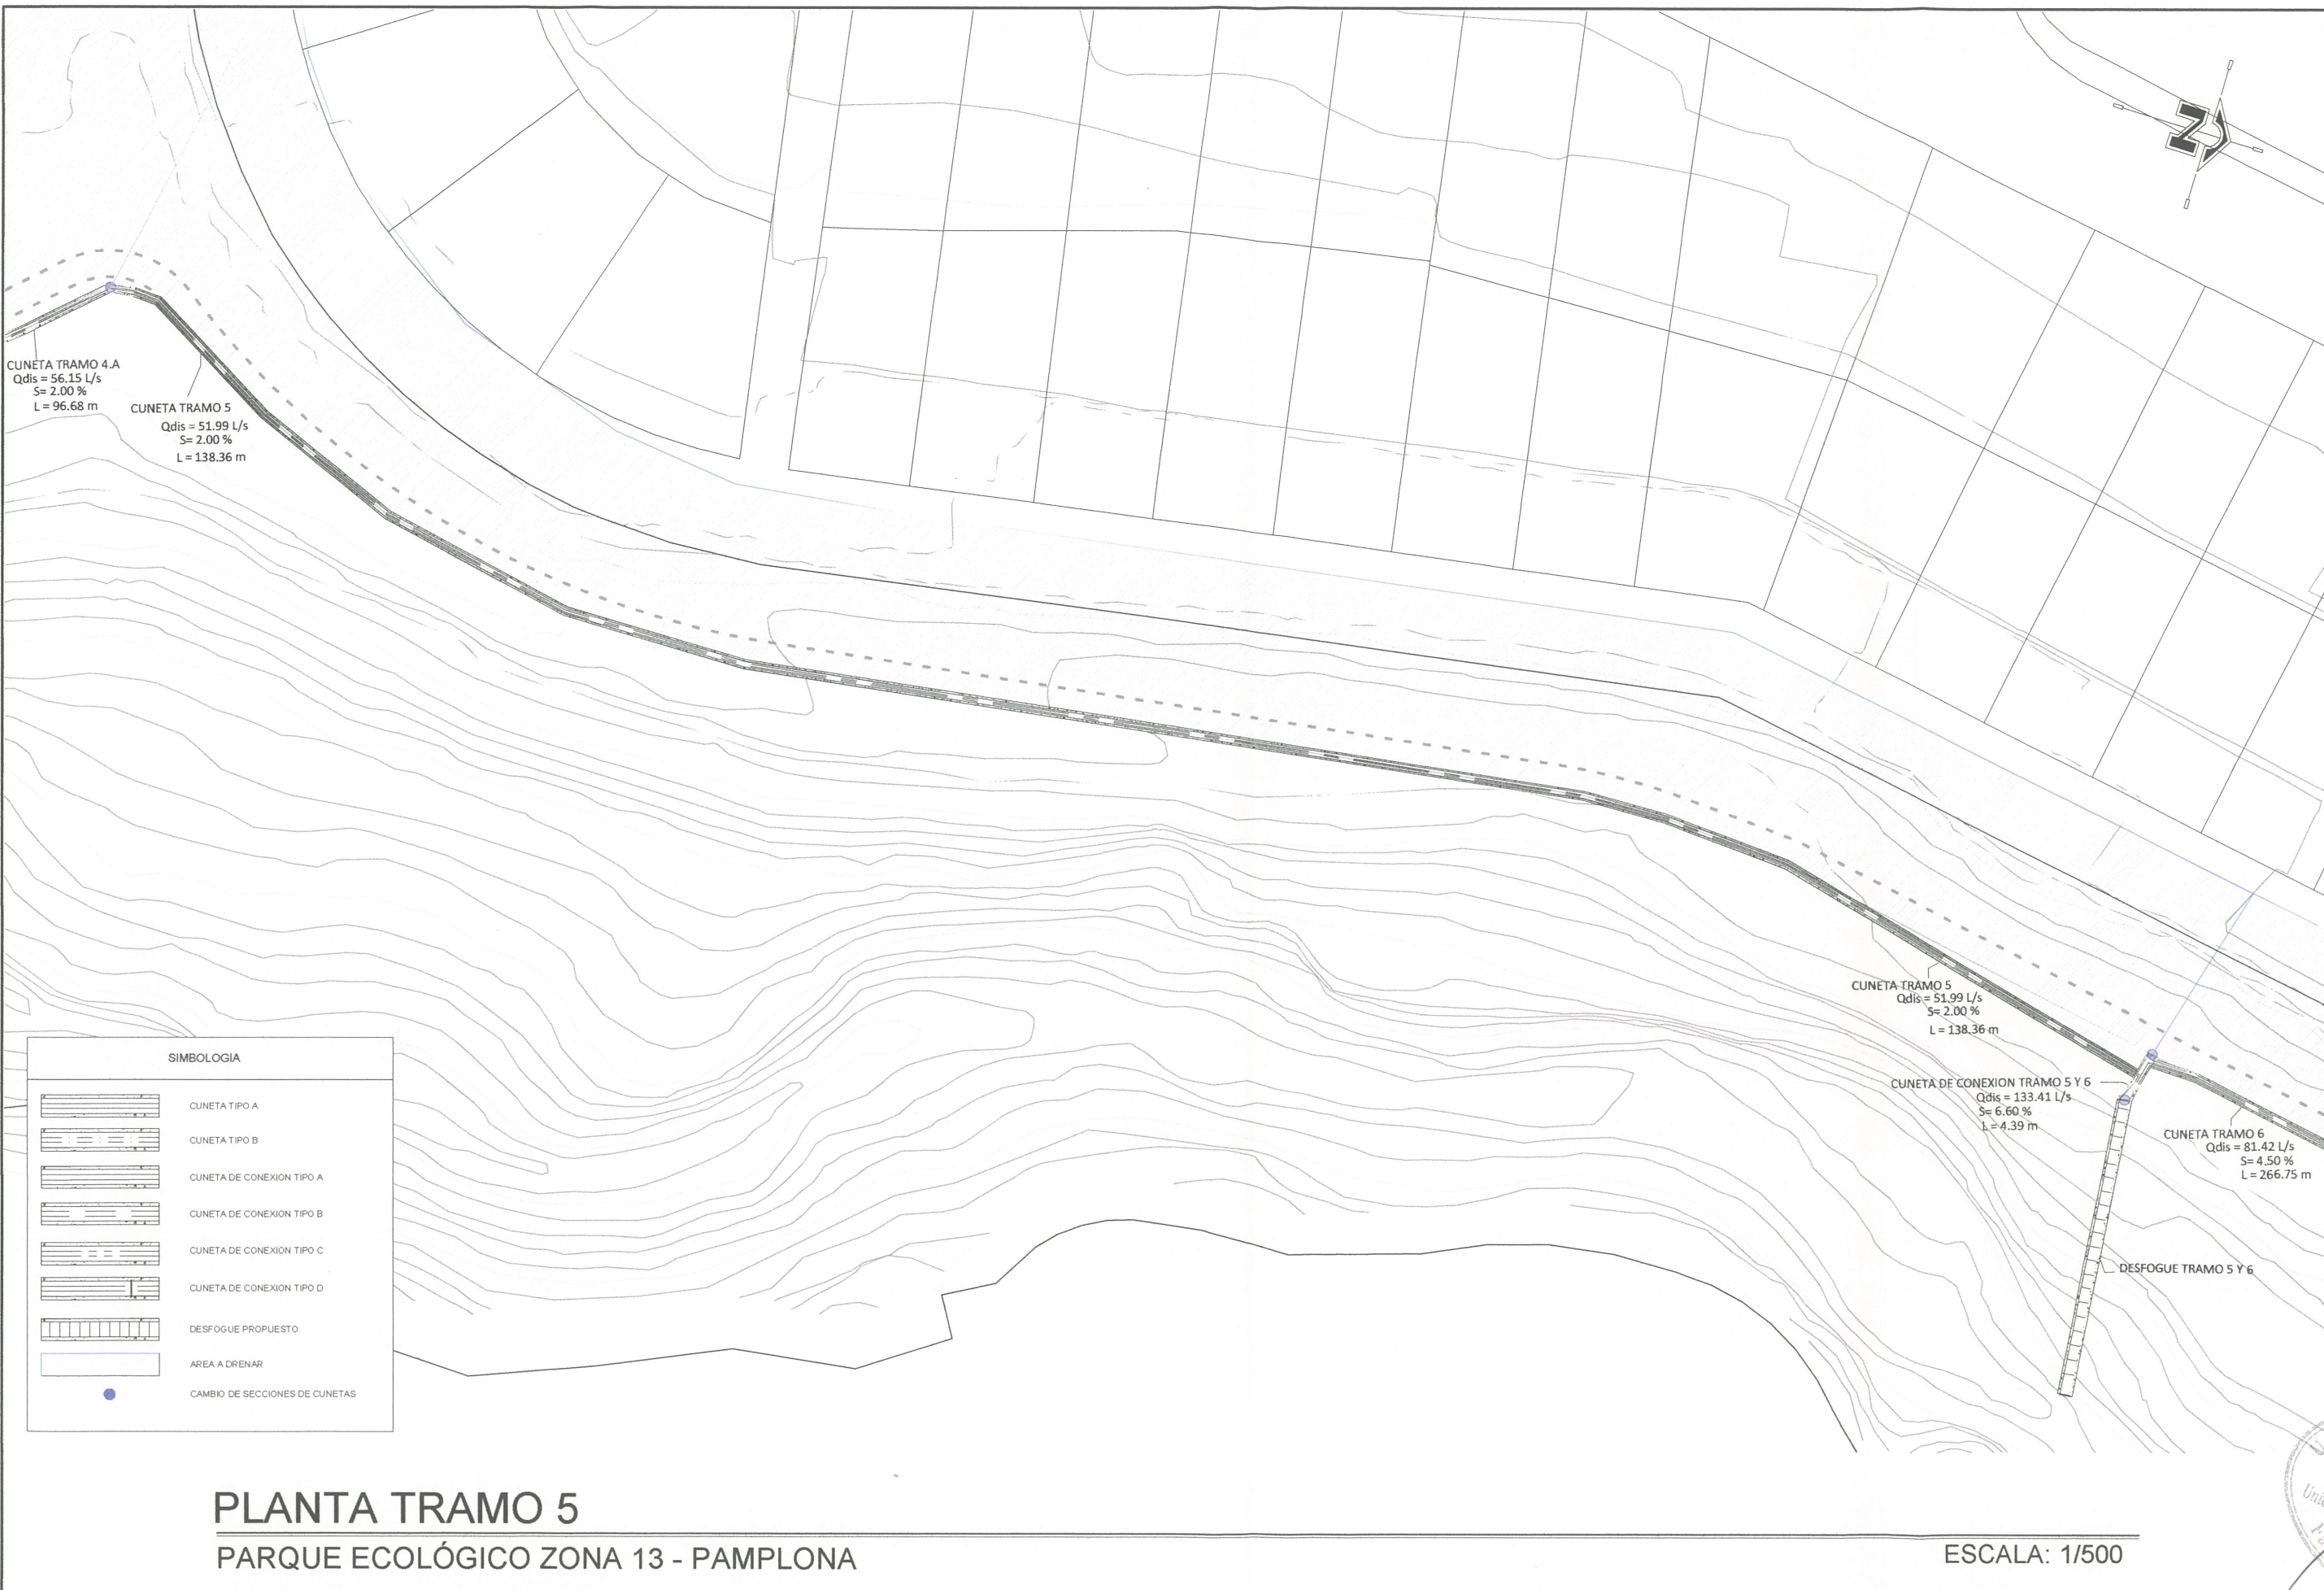 N
CUNETA TRAMO 4.A
Qdis = 56.15 L/s
S= 2.00 %
L = 96.68 m
CUNETA TRAMO 5
Qdis = 51.99 L/s
S= 2.00 %
L = 138.36 m
CUNETA TRAMO 5
Qdis = 51.99 L/s
S= 2.00 %
L = 138.36 m
CUNETA DE CONEXION TRAMO 5 Y 6
Qdis = 133.41 L/s
S= 6.60 %
L = 4.39 m
CUNETA TRAMO 6
Qdis = 81.42 L/s
S= 4.50 %
L = 266.75 m
DESFOGUE TRAMO 5 Y 6
SIMBOLOGIA
CUNETA TIPO A
CUNETA TIPO B
CUNETA DE CONEXION TIPO A
CUNETA DE CONEXION TIPO B
CUNETA DE CONEXION TIPO C
CUNETA DE CONEXION TIPO D
DESFOGUE PROPUESTO
AREA A DRENAR
CAMBIO DE SECCIONES DE CUNETAS
PLANTA TRAMO 5
PARQUE ECOLÓGICO ZONA 13 - PAMPLONA
ESCALA: 1/500